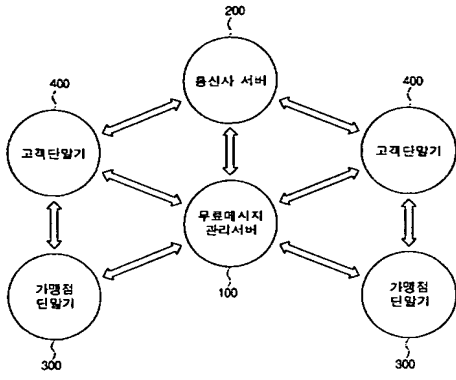 200
통신사 서버
400
고객단말기
400
고객단말기
무료메시지
관리서버
100
가맹점
단말기
300
가맹점
단말기
300